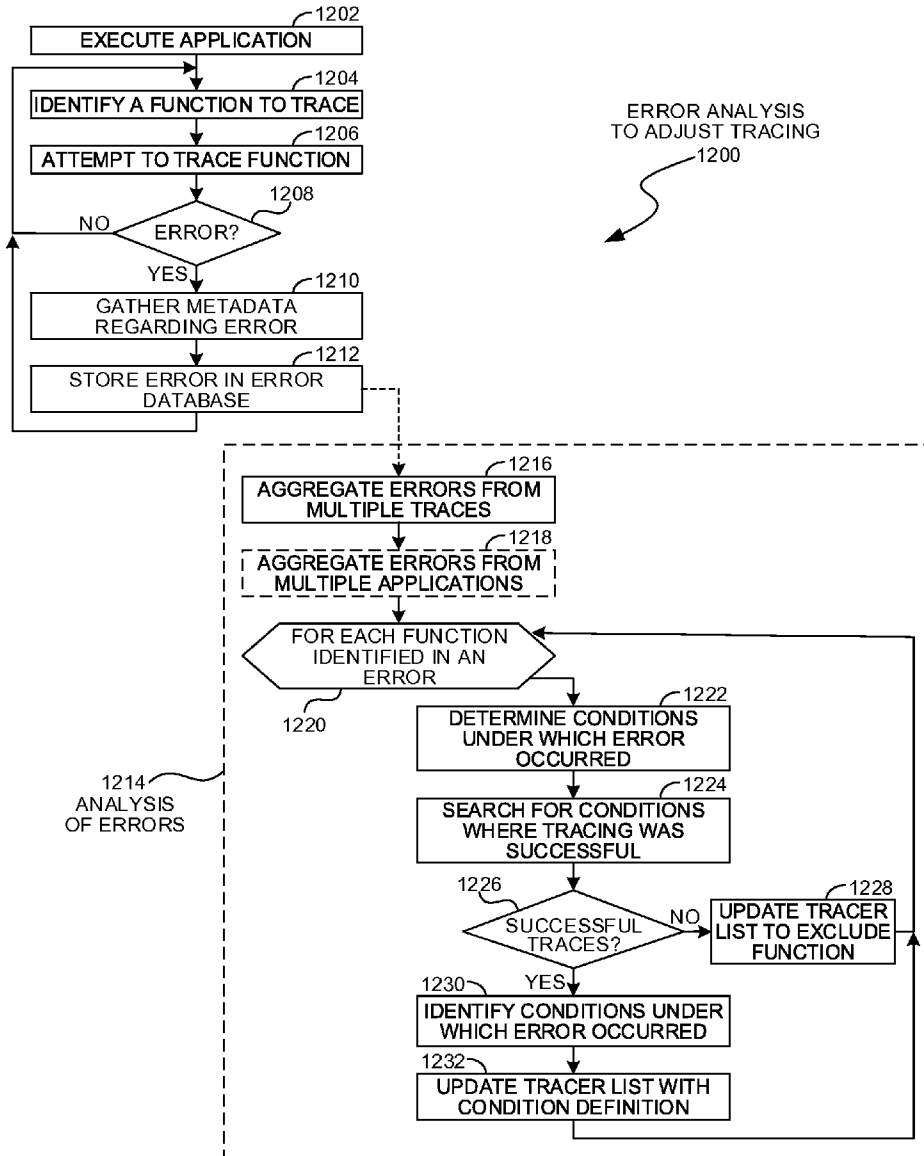 1202
EXECUTE APPLICATION
1204
IDENTIFY A FUNCTION TO TRACE
1206
ATTEMPT TO TRACE FUNCTION
ERROR ANALYSIS
TO ADJUST TRACING
1200
1208
NO
ERROR?
YES
1210
GATHER METADATA
REGARDING ERROR
1212
STORE ERROR IN ERROR
DATABASE
1216
AGGREGATE ERRORS FROM
MULTIPLE TRACES
1218
AGGREGATE ERRORS FROM
MULTIPLE APPLICATIONS
FOR EACH FUNCTION
IDENTIFIED IN AN
ERROR
1220
1222
DETERMINE CONDITIONS
UNDER WHICH ERROR
OCCURRED
1214
ANALYSIS
OF ERRORS
1224
SEARCH FOR CONDITIONS
WHERE TRACING WAS
SUCCESSFUL
1226
SUCCESSFUL
TRACES?
NO
1228
UPDATE TRACER
LIST TO EXCLUDE
FUNCTION
YES
1230
IDENTIFY CONDITIONS UNDER
WHICH ERROR OCCURRED
1232
UPDATE TRACER LIST WITH
CONDITION DEFINITION